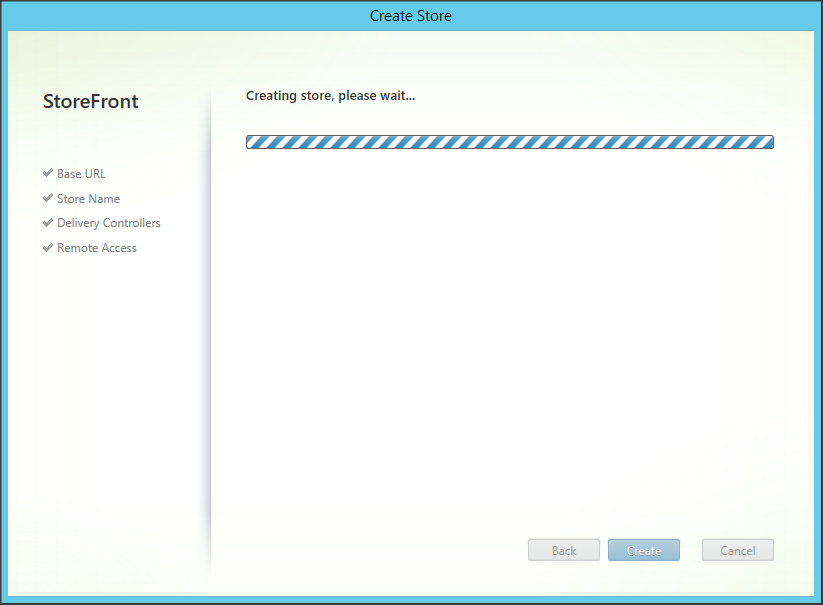 Create Store
StoreFront
Base URL
Store Name
Delivery Controllers
Remote Access
Creating store, please wait...
Back
Create
Cancel